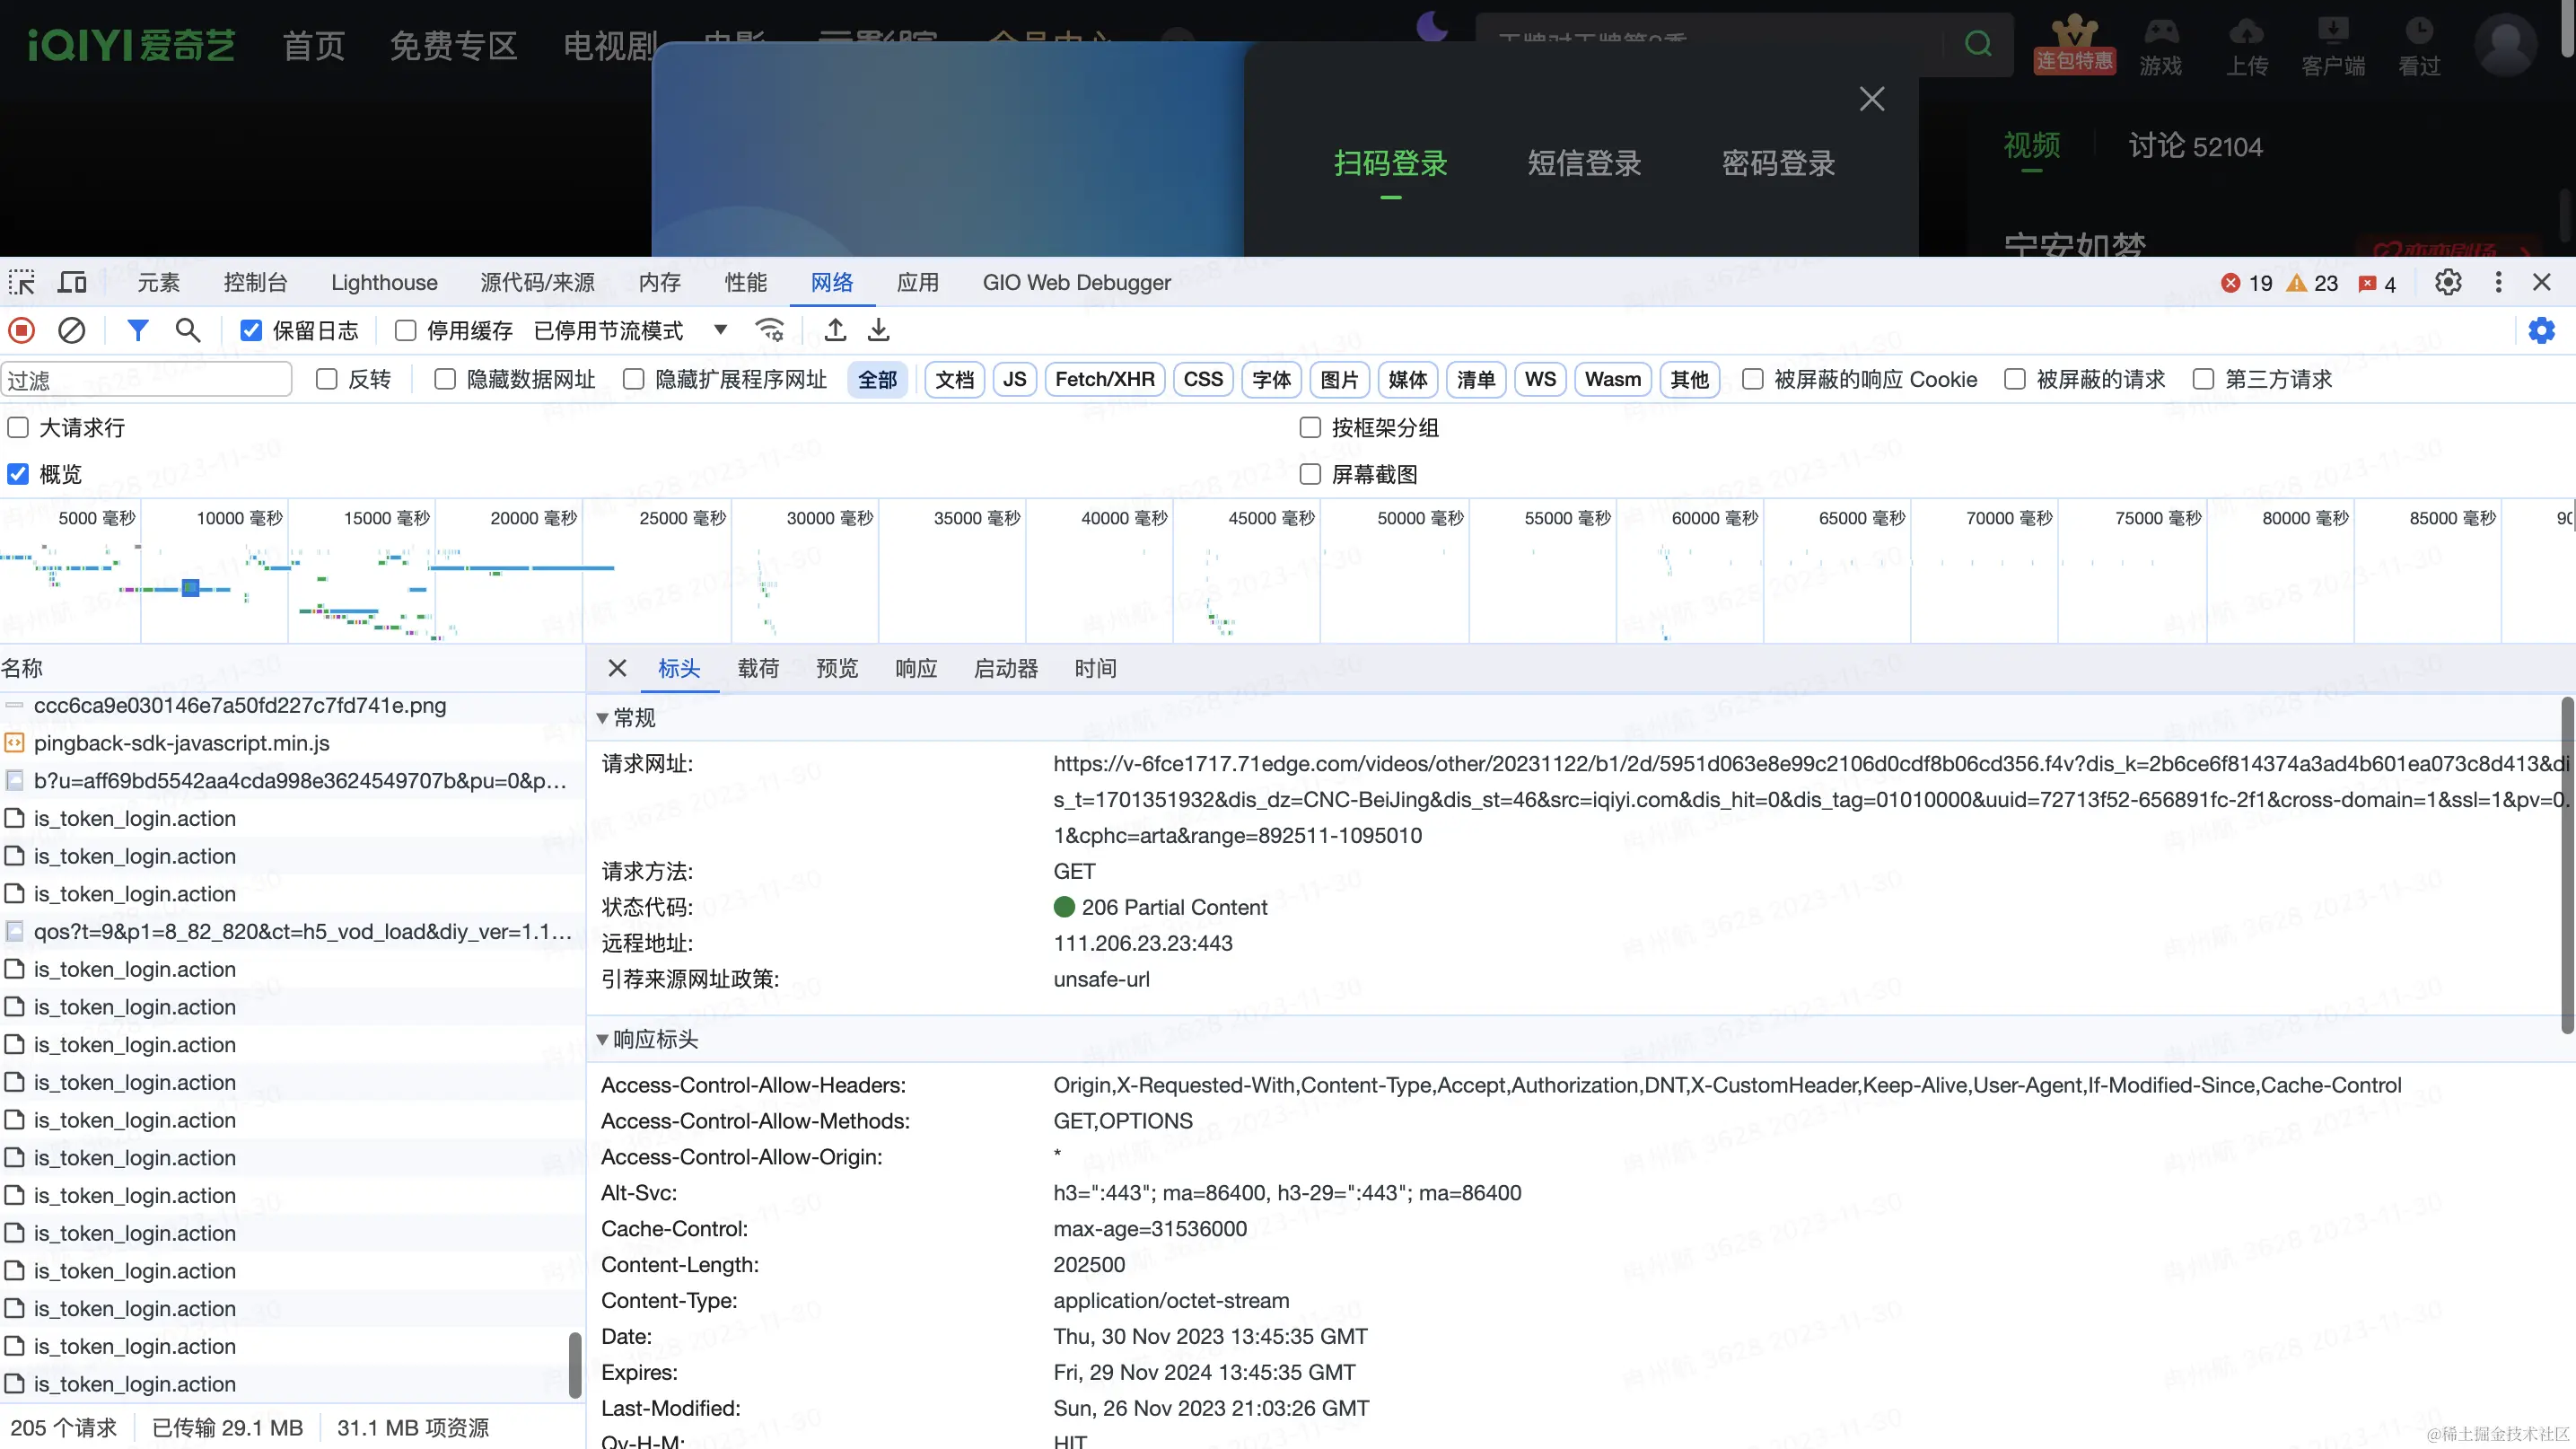 iQIYI 爱奇艺 首页 免费专区 电视剧 电影 云影院 会员中心 连包特惠 游戏 上传 客户端 看过
扫码登录 短信登录 密码登录
视频 讨论 52104
宁安如梦
元素 控制台 Lighthouse 源代码/来源 内存 性能 网络 应用 GIO Web Debugger 19 23 4
保留日志 停用缓存 已停用节流模式
过滤 反转 隐藏数据网址 隐藏扩展程序网址 全部 文档 JS Fetch/XHR CSS 字体 图片 媒体 清单 WS Wasm 其他 被屏蔽的响应 Cookie 被屏蔽的请求 第三方请求
大请求行 按框架分组
概览 屏幕截图
5000 毫秒 10000 毫秒 15000 毫秒 20000 毫秒 25000 毫秒 30000 毫秒 35000 毫秒 40000 毫秒 45000 毫秒 50000 毫秒 55000 毫秒 60000 毫秒 65000 毫秒 70000 毫秒 75000 毫秒 80000 毫秒 85000 毫秒
名称
ccc6ca9e030146e7a50fd227c7fd741e.png
pingback-sdk-javascript.min.js
b?u=aff69bd5542aa4cda998e3624549707b&pu=0&p...
is_token_login.action
is_token_login.action
is_token_login.action
qos?t=9&p1=8_82_820&ct=h5_vod_load&diy_ver=1.1...
is_token_login.action
is_token_login.action
is_token_login.action
is_token_login.action
is_token_login.action
is_token_login.action
is_token_login.action
is_token_login.action
is_token_login.action
is_token_login.action
is_token_login.action
is_token_login.action
205 个请求 已传输 29.1 MB 31.1 MB 项资源
标头 载荷 预览 响应 启动器 时间
常规
请求网址: https://v-6fce1717.71edge.com/videos/other/20231122/b1/2d/5951d063e8e99c2106d0cdf8b06cd356.f4v?dis_k=2b6ce6f814374a3ad4b601ea073c8d413&di
s_t=1701351932&dis_dz=CNC-BeiJing&dis_st=46&src=iqiyi.com&dis_hit=0&dis_tag=01010000&uuid=72713f52-656891fc-2f1&cross-domain=1&ssl=1&pv=0.
1&cphc=arta&range=892511-1095010
请求方法: GET
状态代码: 206 Partial Content
远程地址: 111.206.23.23:443
引荐来源网址政策: unsafe-url
响应标头
Access-Control-Allow-Headers: Origin,X-Requested-With,Content-Type,Accept,Authorization,DNT,X-CustomHeader,Keep-Alive,User-Agent,If-Modified-Since,Cache-Control
Access-Control-Allow-Methods: GET,OPTIONS
Access-Control-Allow-Origin: *
Alt-Svc: h3=":443"; ma=86400, h3-29=":443"; ma=86400
Cache-Control: max-age=31536000
Content-Length: 202500
Content-Type: application/octet-stream
Date: Thu, 30 Nov 2023 13:45:35 GMT
Expires: Fri, 29 Nov 2024 13:45:35 GMT
Last-Modified: Sun, 26 Nov 2023 21:03:26 GMT
Qy-H-M: HIT
@稀土掘金技术社区